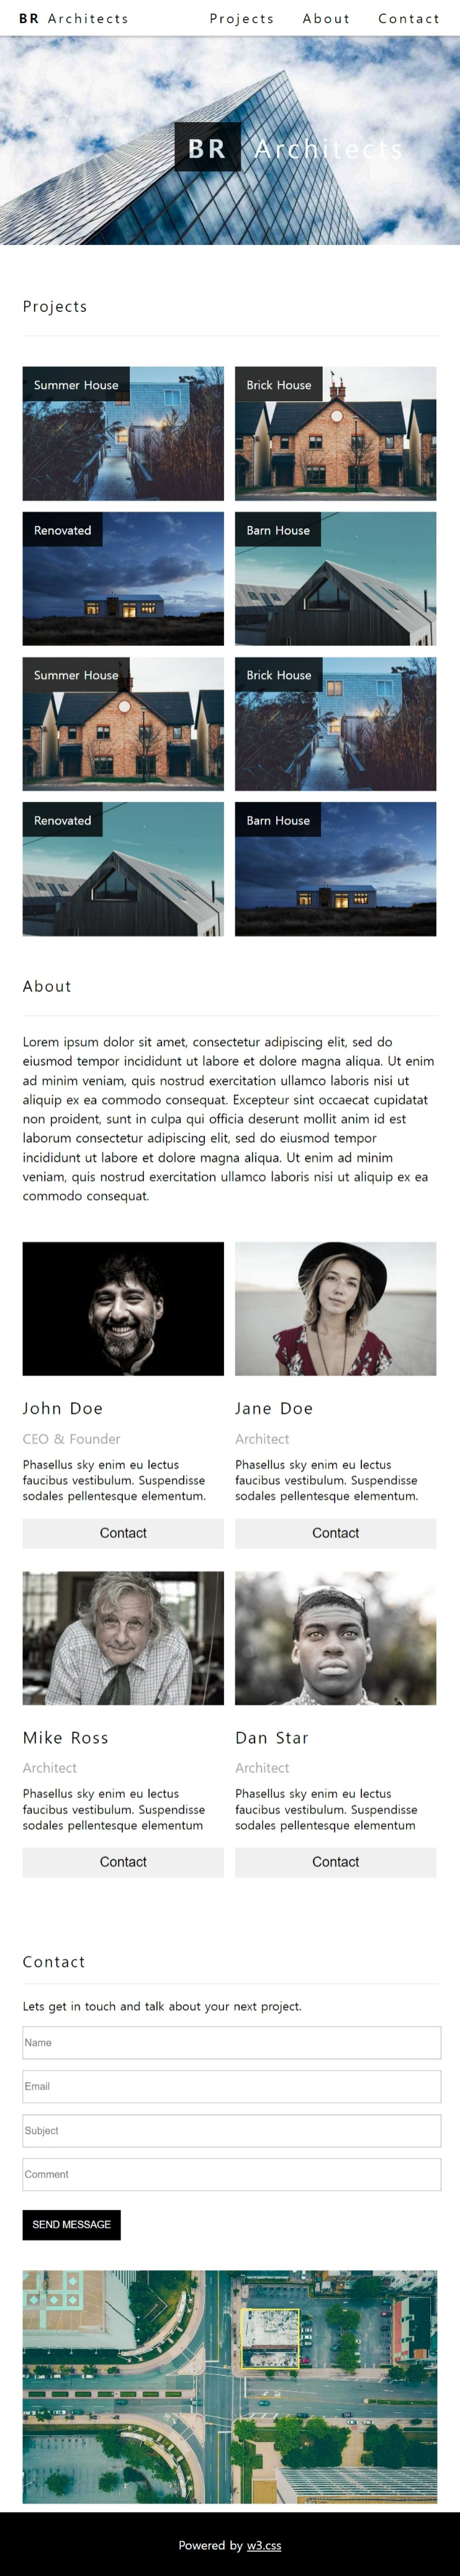 BR Architects Projects About Contact
BR Architects
Projects
Summer House Brick House
Renovated Barn House
Summer House Brick House
Renovated Barn House
About
Lorem ipsum dolor sit amet, consectetur adipiscing elit, sed do
eiusmod tempor incididunt ut labore et dolore magna aliqua. Ut enim
ad minim veniam, quis nostrud exercitation ullamco laboris nisi ut
aliquip ex ea commodo consequat. Excepteur sint occaecat cupidatat
non proident, sunt in culpa qui officia deserunt mollit anim id est
laborum consectetur adipiscing elit, sed do eiusmod tempor
incididunt ut labore et dolore magna aliqua. Ut enim ad minim
veniam, quis nostrud exercitation ullamco laboris nisi ut aliquip ex ea
commodo consequat.
John Doe
CEO & Founder
Phasellus sky enim eu lectus
faucibus vestibulum. Suspendisse
sodales pellentesque elementum.
Contact
Jane Doe
Architect
Phasellus sky enim eu lectus
faucibus vestibulum. Suspendisse
sodales pellentesque elementum.
Contact
Mike Ross
Architect
Phasellus sky enim eu lectus
faucibus vestibulum. Suspendisse
sodales pellentesque elementum
Contact
Dan Star
Architect
Phasellus sky enim eu lectus
faucibus vestibulum. Suspendisse
sodales pellentesque elementum
Contact
Contact
Lets get in touch and talk about your next project.
Name
Email
Subject
Comment
SEND MESSAGE
Powered by w3.css